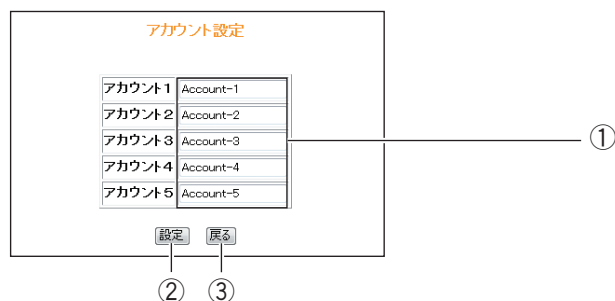 アカウント設定
アカウント1 Account-1
アカウント2 Account-2
アカウント3 Account-3
アカウント4 Account-4
アカウント5 Account-5
①
設定 戻る
② ③